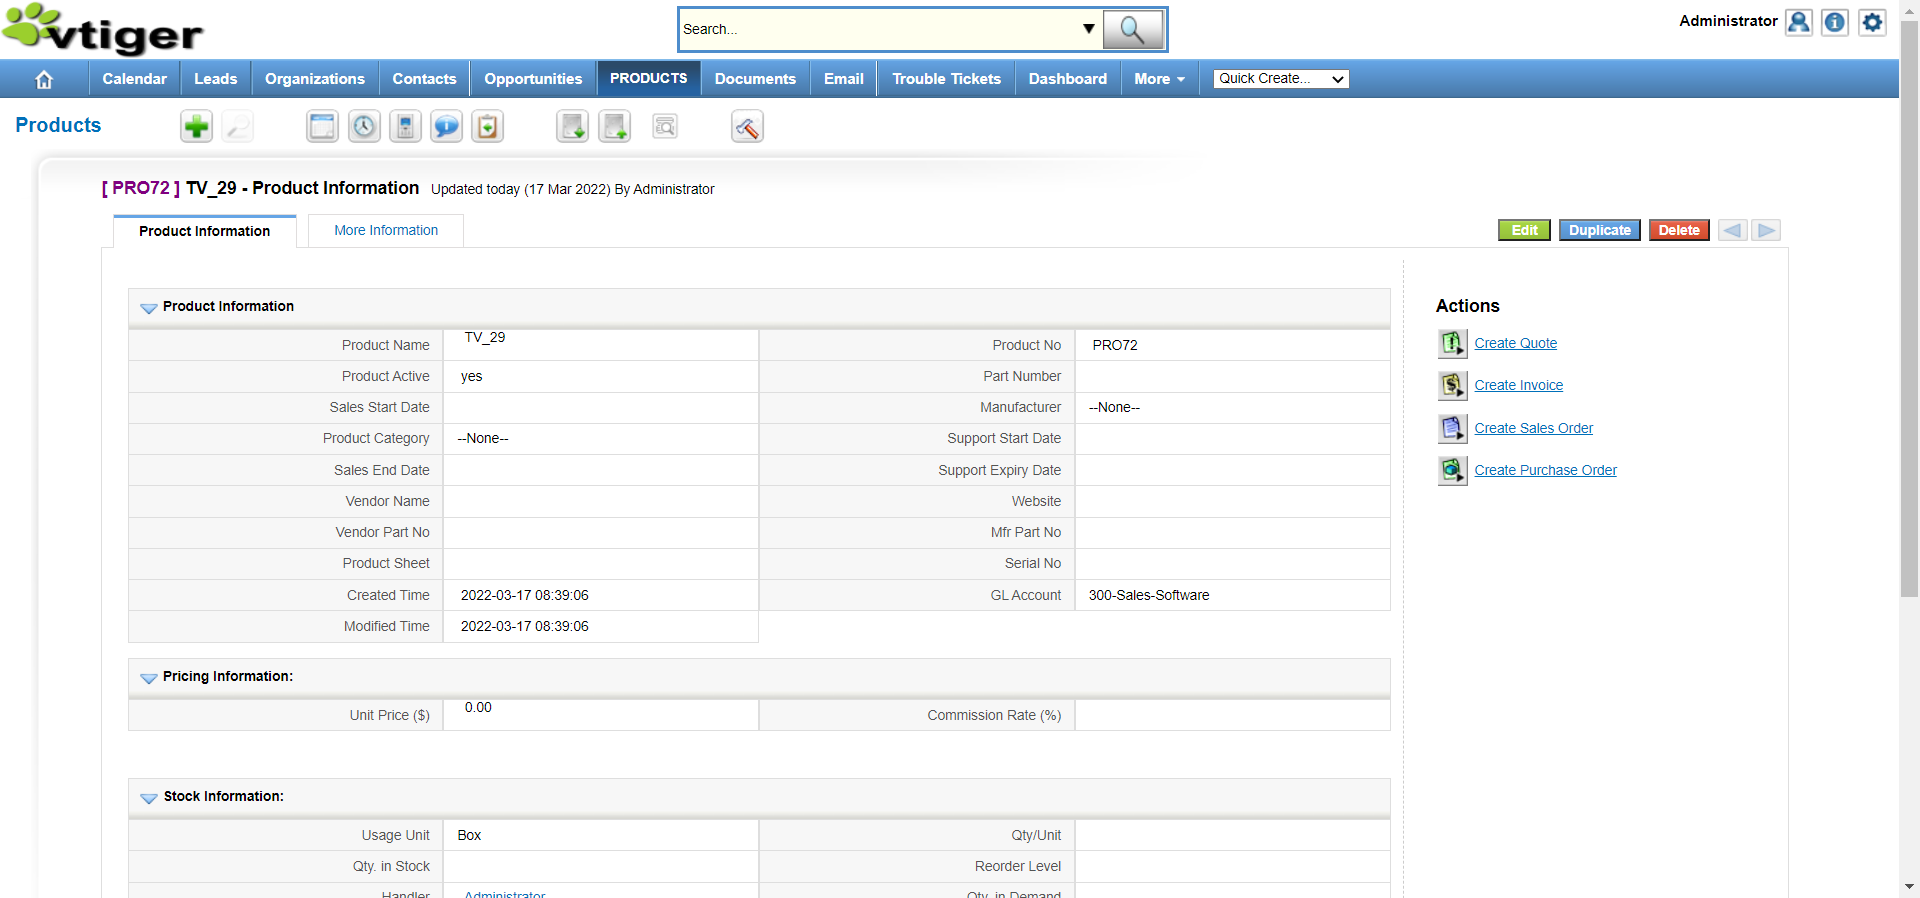 vtiger
Search...
Administrator
Calendar Leads Organizations Contacts Opportunities PRODUCTS Documents Email Trouble Tickets Dashboard More Quick Create...
Products
[ PRO72 ] TV_29 - Product Information Updated today (17 Mar 2022) By Administrator
Product Information More Information Edit Duplicate Delete
Product Information
Product Name TV_29 Product No PRO72
Product Active yes Part Number
Sales Start Date Manufacturer --None--
Product Category --None-- Support Start Date
Sales End Date Support Expiry Date
Vendor Name Website
Vendor Part No Mfr Part No
Product Sheet Serial No
Created Time 2022-03-17 08:39:06 GL Account 300-Sales-Software
Modified Time 2022-03-17 08:39:06
Pricing Information:
Unit Price ($) 0.00 Commission Rate (%)
Stock Information:
Usage Unit Box Qty/Unit
Qty. in Stock Reorder Level
Handler Administrator Qty. in Demand
Actions
Create Quote
Create Invoice
Create Sales Order
Create Purchase Order